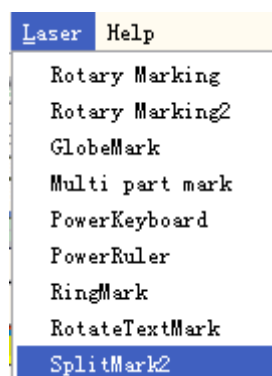 Laser Help
Rotary Marking
Rotary Marking2
GlobeMark
Multi part mark
PowerKeyboard
PowerRuler
RingMark
RotateTextMark
SplitMark2